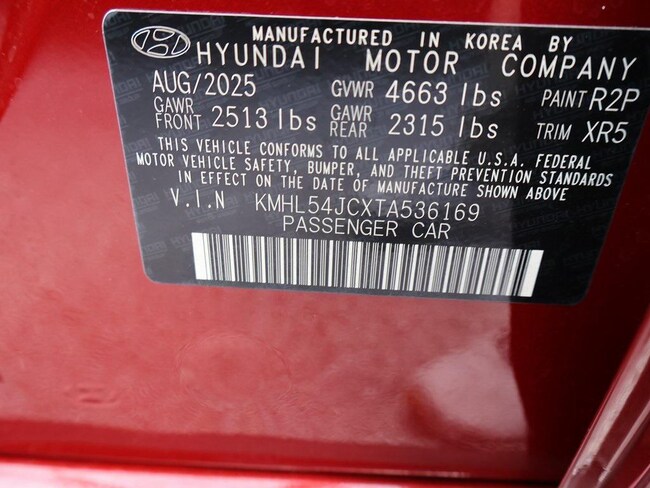 MANUFACTURED IN KOREA BY
HYUNDAI MOTOR COMPANY
AUG/2025 GVWR 4663 lbs PAINT R2P
GAWR FRONT 2513 lbs GAWR REAR 2315 lbs TRIM XR5
THIS VEHICLE CONFORMS TO ALL APPLICABLE U.S.A. FEDERAL
MOTOR VEHICLE SAFETY, BUMPER, AND THEFT PREVENTION STANDARDS
IN EFFECT ON THE DATE OF MANUFACTURE SHOWN ABOVE
V.I.N KMHL54JCXTA536169
PASSENGER CAR